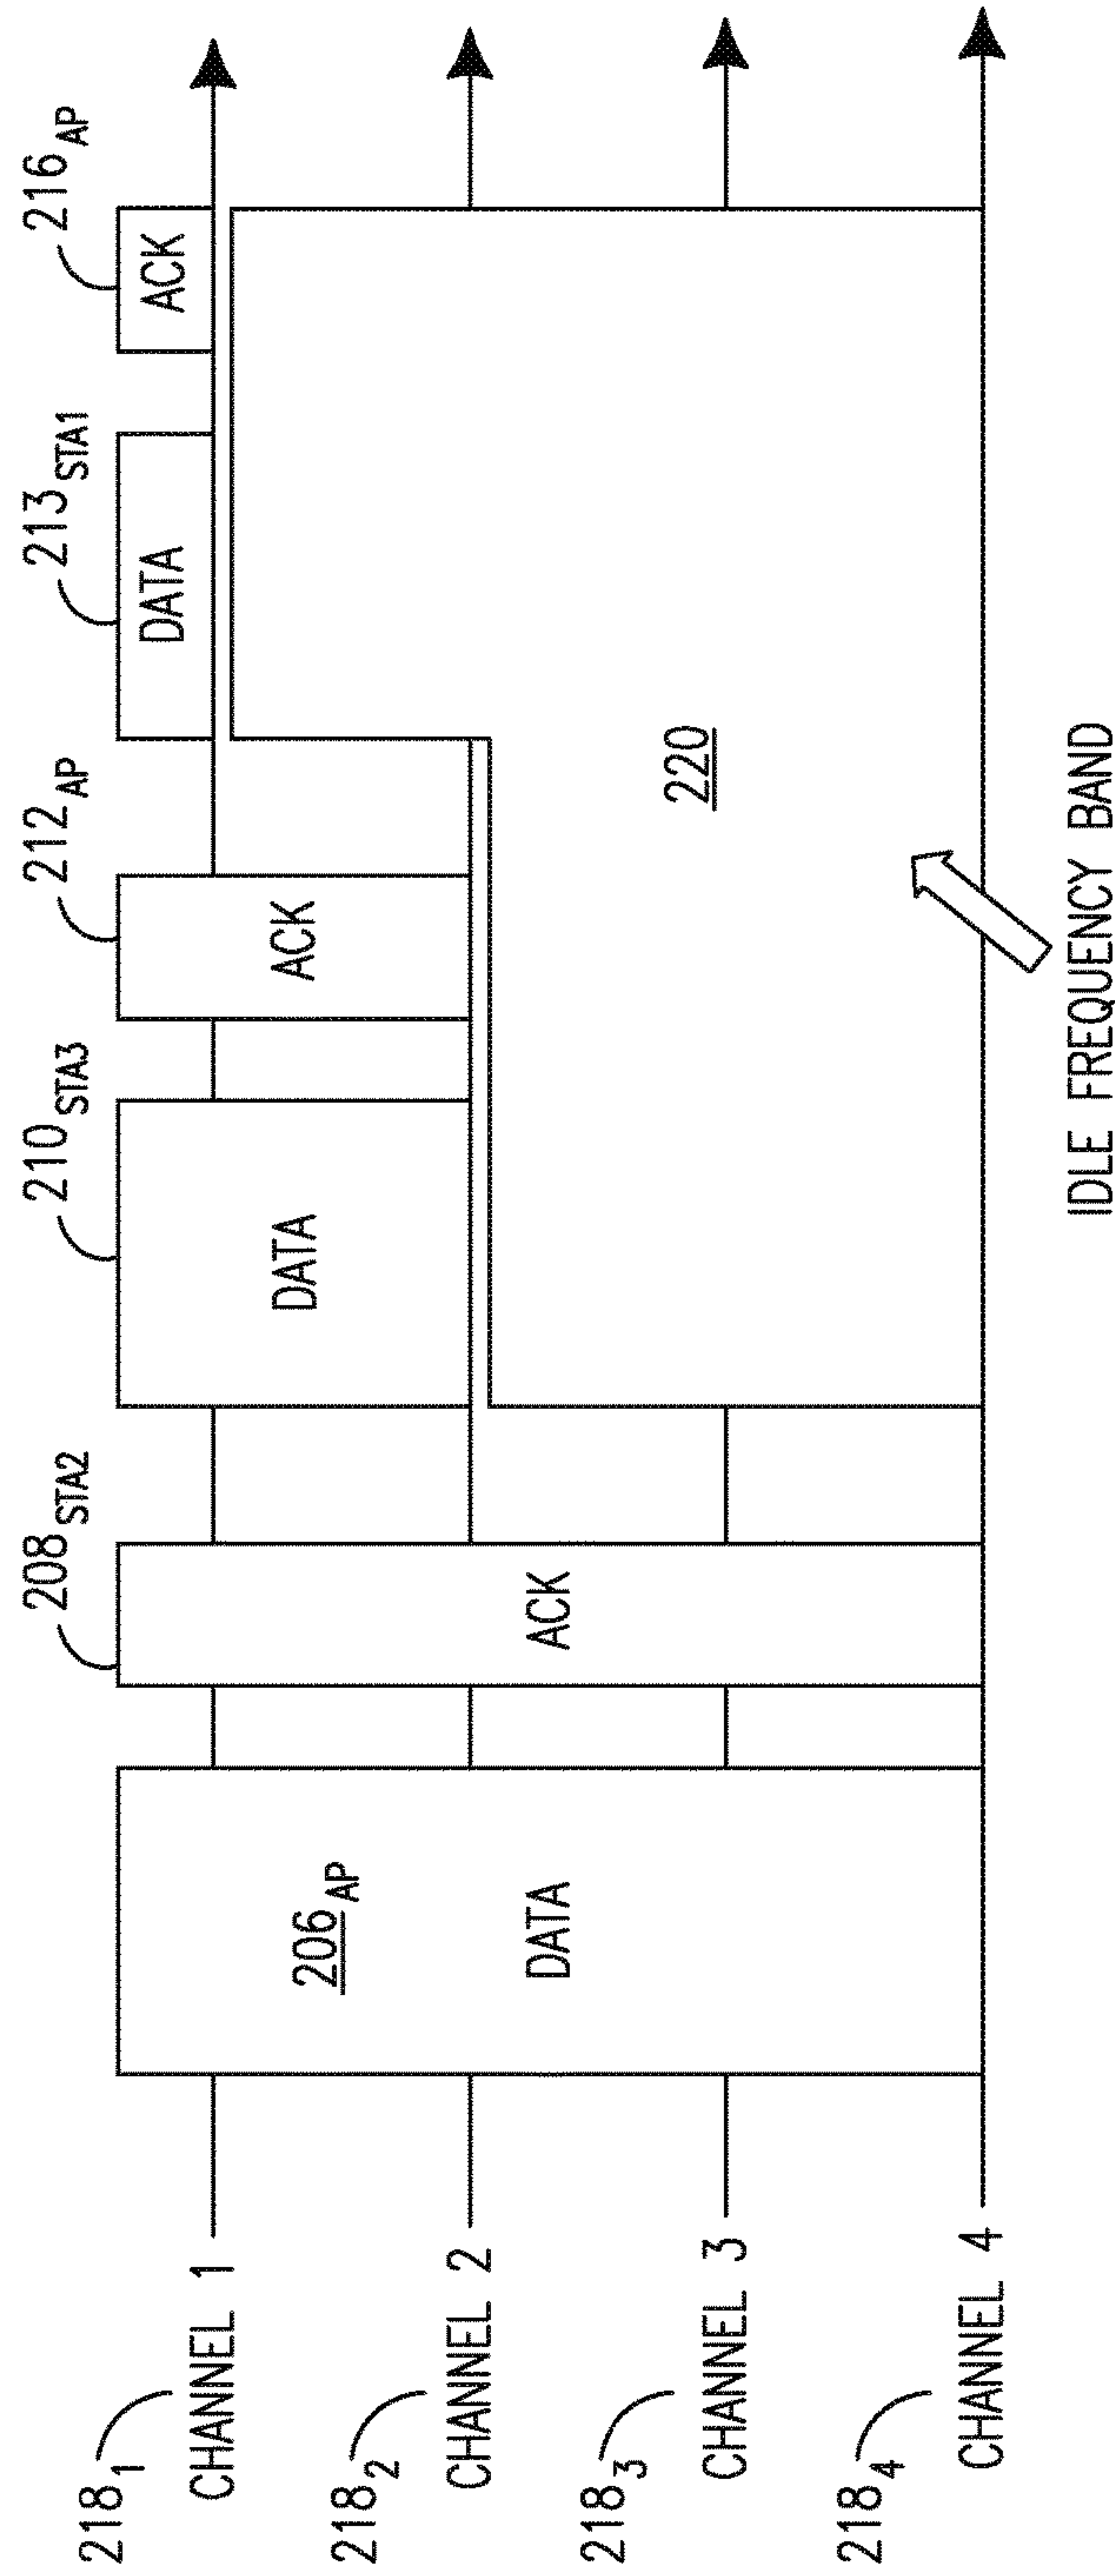 208STA2
210STA3
212AP
213STA1
216AP
2181
CHANNEL 1
DATA
ACK
206AP
DATA
ACK
2182
CHANNEL 2
DATA
ACK
2183
CHANNEL 3
220
2184
CHANNEL 4
IDLE FREQUENCY BAND